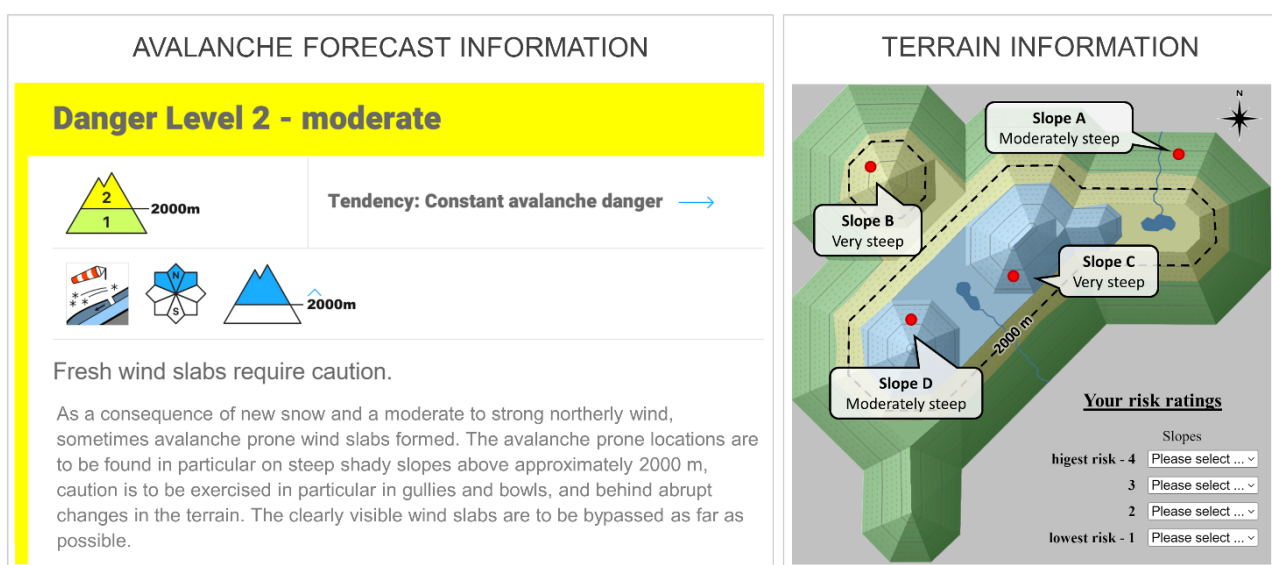 AVALANCHE FORECAST INFORMATION
Danger Level 2 - moderate
2
1
2000m
Tendency: Constant avalanche danger
N
S
2000m
Fresh wind slabs require caution.
As a consequence of new snow and a moderate to strong northerly wind,
sometimes avalanche prone wind slabs formed. The avalanche prone locations are
to be found in particular on steep shady slopes above approximately 2000 m,
caution is to be exercised in particular in gullies and bowls, and behind abrupt
changes in the terrain. The clearly visible wind slabs are to be bypassed as far as
possible.
TERRAIN INFORMATION
N
Slope A
Moderately steep
Slope B
Very steep
Slope C
Very steep
2000 m
Slope D
Moderately steep
Your risk ratings
Slopes
higest risk - 4 Please select ...
3 Please select ...
2 Please select ...
lowest risk - 1 Please select ...